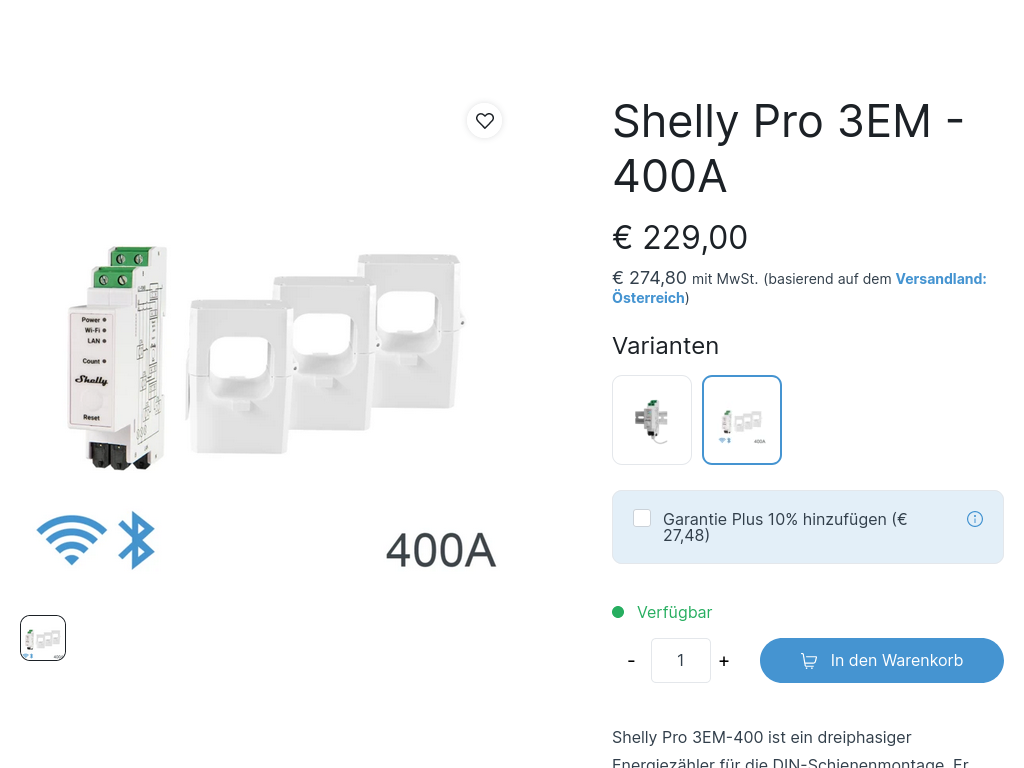 Shelly Pro 3EM -
400A
€ 229,00
€ 274,80 mit MwSt. (basierend auf dem Versandland:
Österreich)
Varianten
Power
Wi-Fi
LAN
Count
Shelly
Reset
400A
400A
Garantie Plus 10% hinzufügen (€
27,48)
Verfügbar
- 1 + In den Warenkorb
Shelly Pro 3EM-400 ist ein dreiphasiger
Energiezähler für die DIN-Schienenmontage. Er